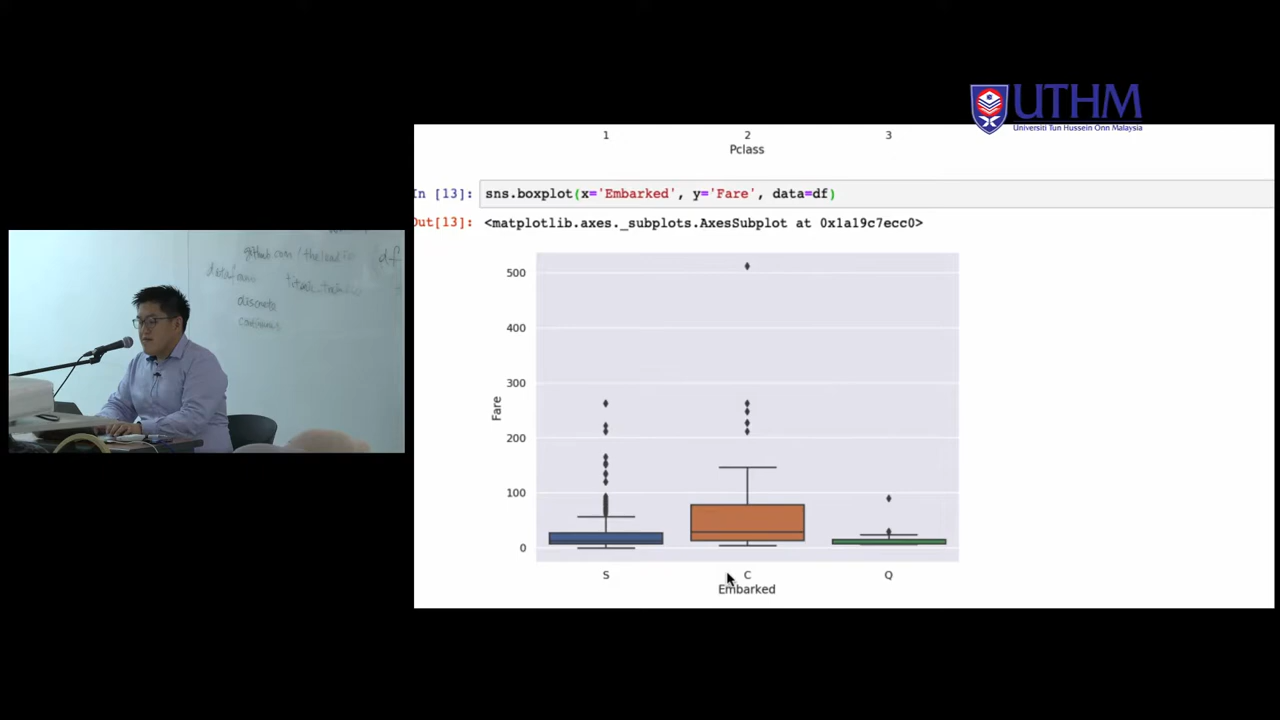 UTHM
Universiti Tun Hussein Onn Malaysia
1 2 3
Pclass
In [13]: sns.boxplot(x='Embarked', y='Fare', data=df)
Out[13]: <matplotlib.axes._subplots.AxesSubplot at 0x1a19c7ecc0>
500
400
300
200
100
0
Fare
S C Q
Embarked
github.com/theleadio
df
dataframe
discrete
continuous